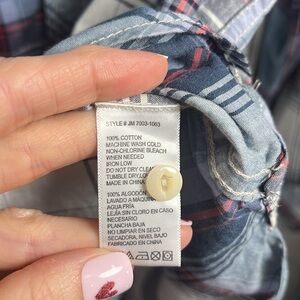 STYLE # JM 7003-1063
100% COTTON
MACHINE WASH COLD
NON-CHLORINE BLEACH
WHEN NEEDED
IRON LOW
DO NOT DRY CLEAN
TUMBLE DRY LOW
MADE IN CHINA
100% ALGODÓN
LAVADO A MAQUINA
AGUA FRIA
LEJÍA SIN CLORO EN CASO
NECESARIO
PLANCHA BAJA
NO LIMPIAR EN SECO
SECADORA, NIVEL BAJO
FABRICADO EN CHINA